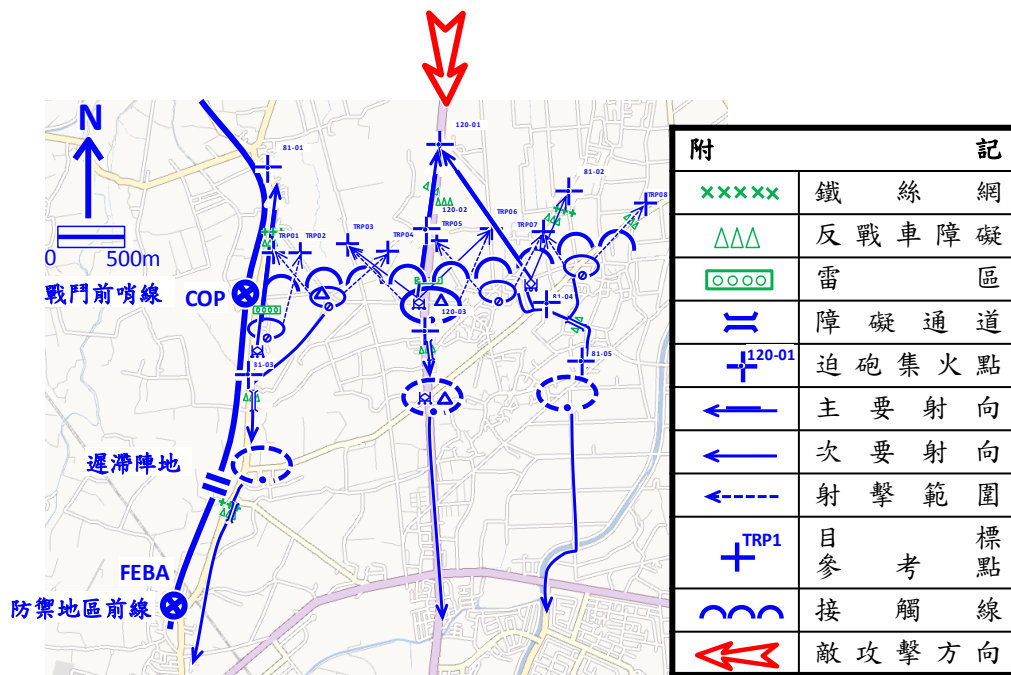 120-01
N
81-01
81-02
TRP08
120-02
TRP06
TRP05
TRP07
TRP01
TRP02
TRP03
TRP04
0 500m
戰鬥前哨線
COP
120-03
81-04
81-03
81-05
遲滯陣地
FEBA
防禦地區前線
附記
鐵絲網
反戰車障礙
雷區
障礙通道
120-01
迫砲集火點
主要射向
次要射向
射擊範圍
TRP1
目標
參考點
接觸線
敵攻擊方向